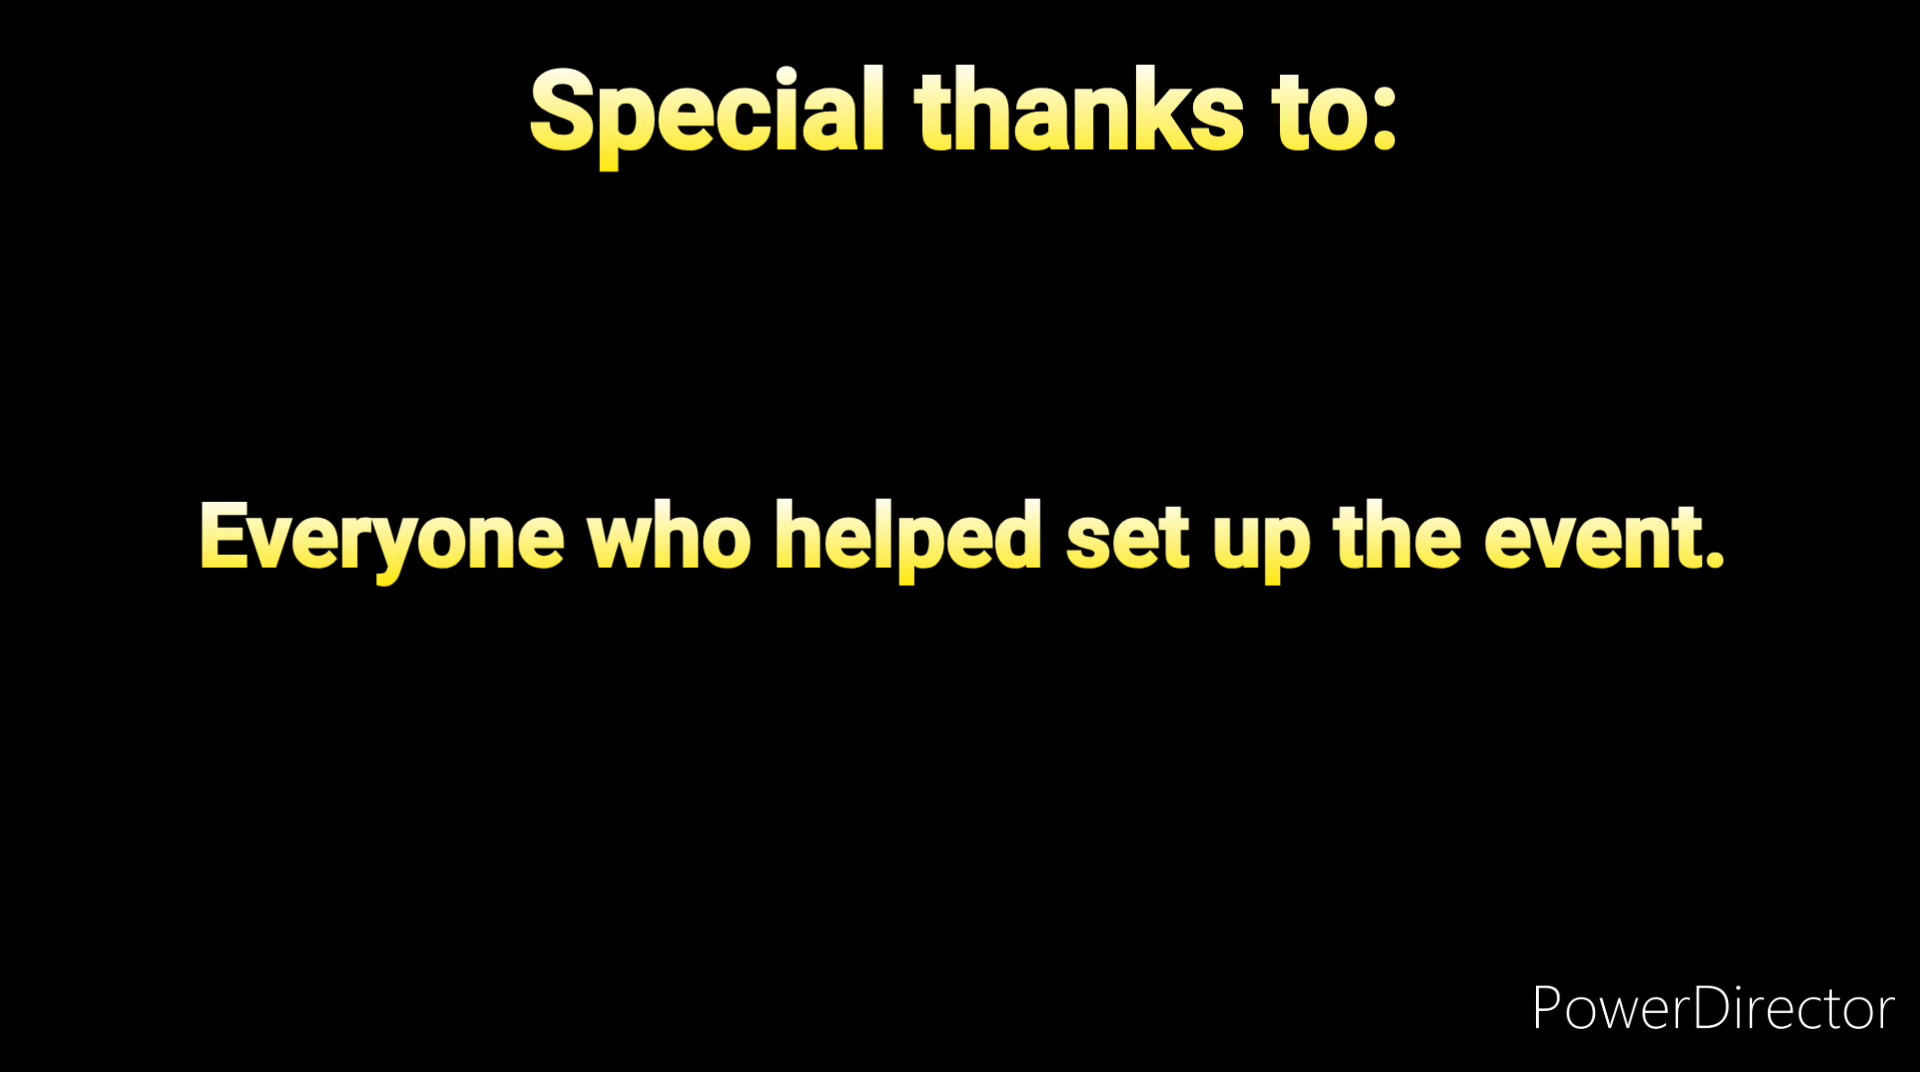 Special thanks to:
Everyone who helped set up the event.
PowerDirector